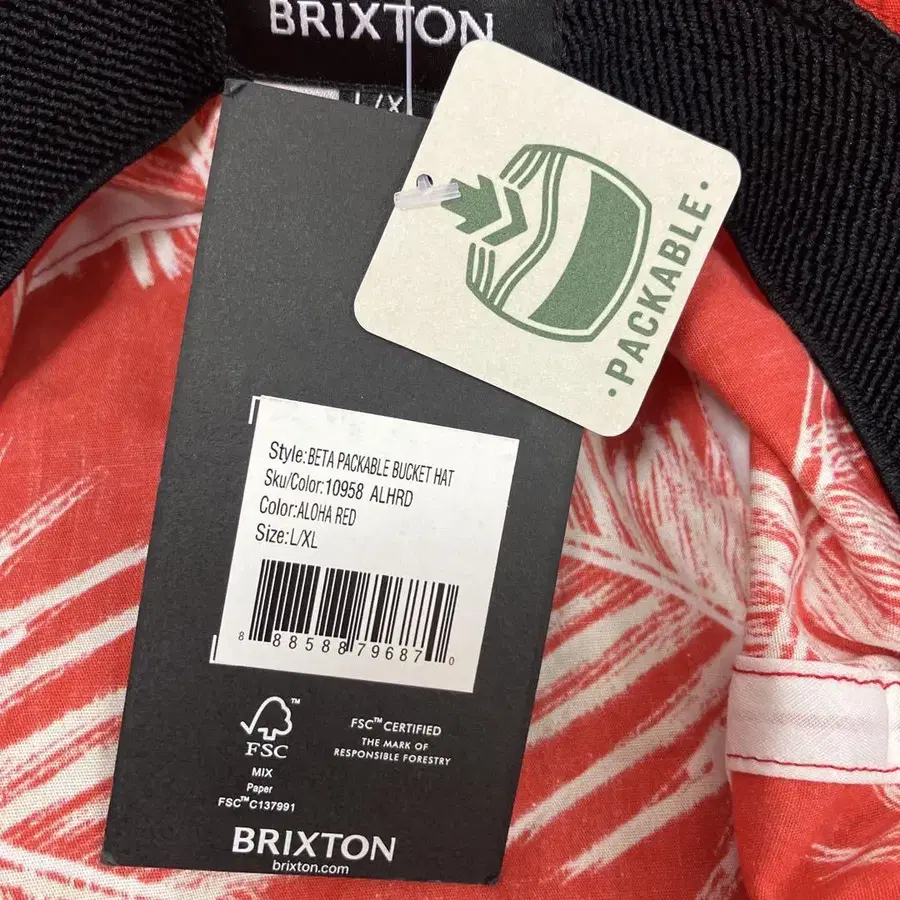 BRIXTON
L/X
· PACKABLE ·
Style:BETA PACKABLE BUCKET HAT
Sku/Color:10958 ALHRD
Color:ALOHA RED
Size:L/XL
8 88588 79687 0
FSC™
MIX
Paper
FSC™ C137991
FSC™ CERTIFIED
THE MARK OF
RESPONSIBLE FORESTRY
BRIXTON
brixton.com